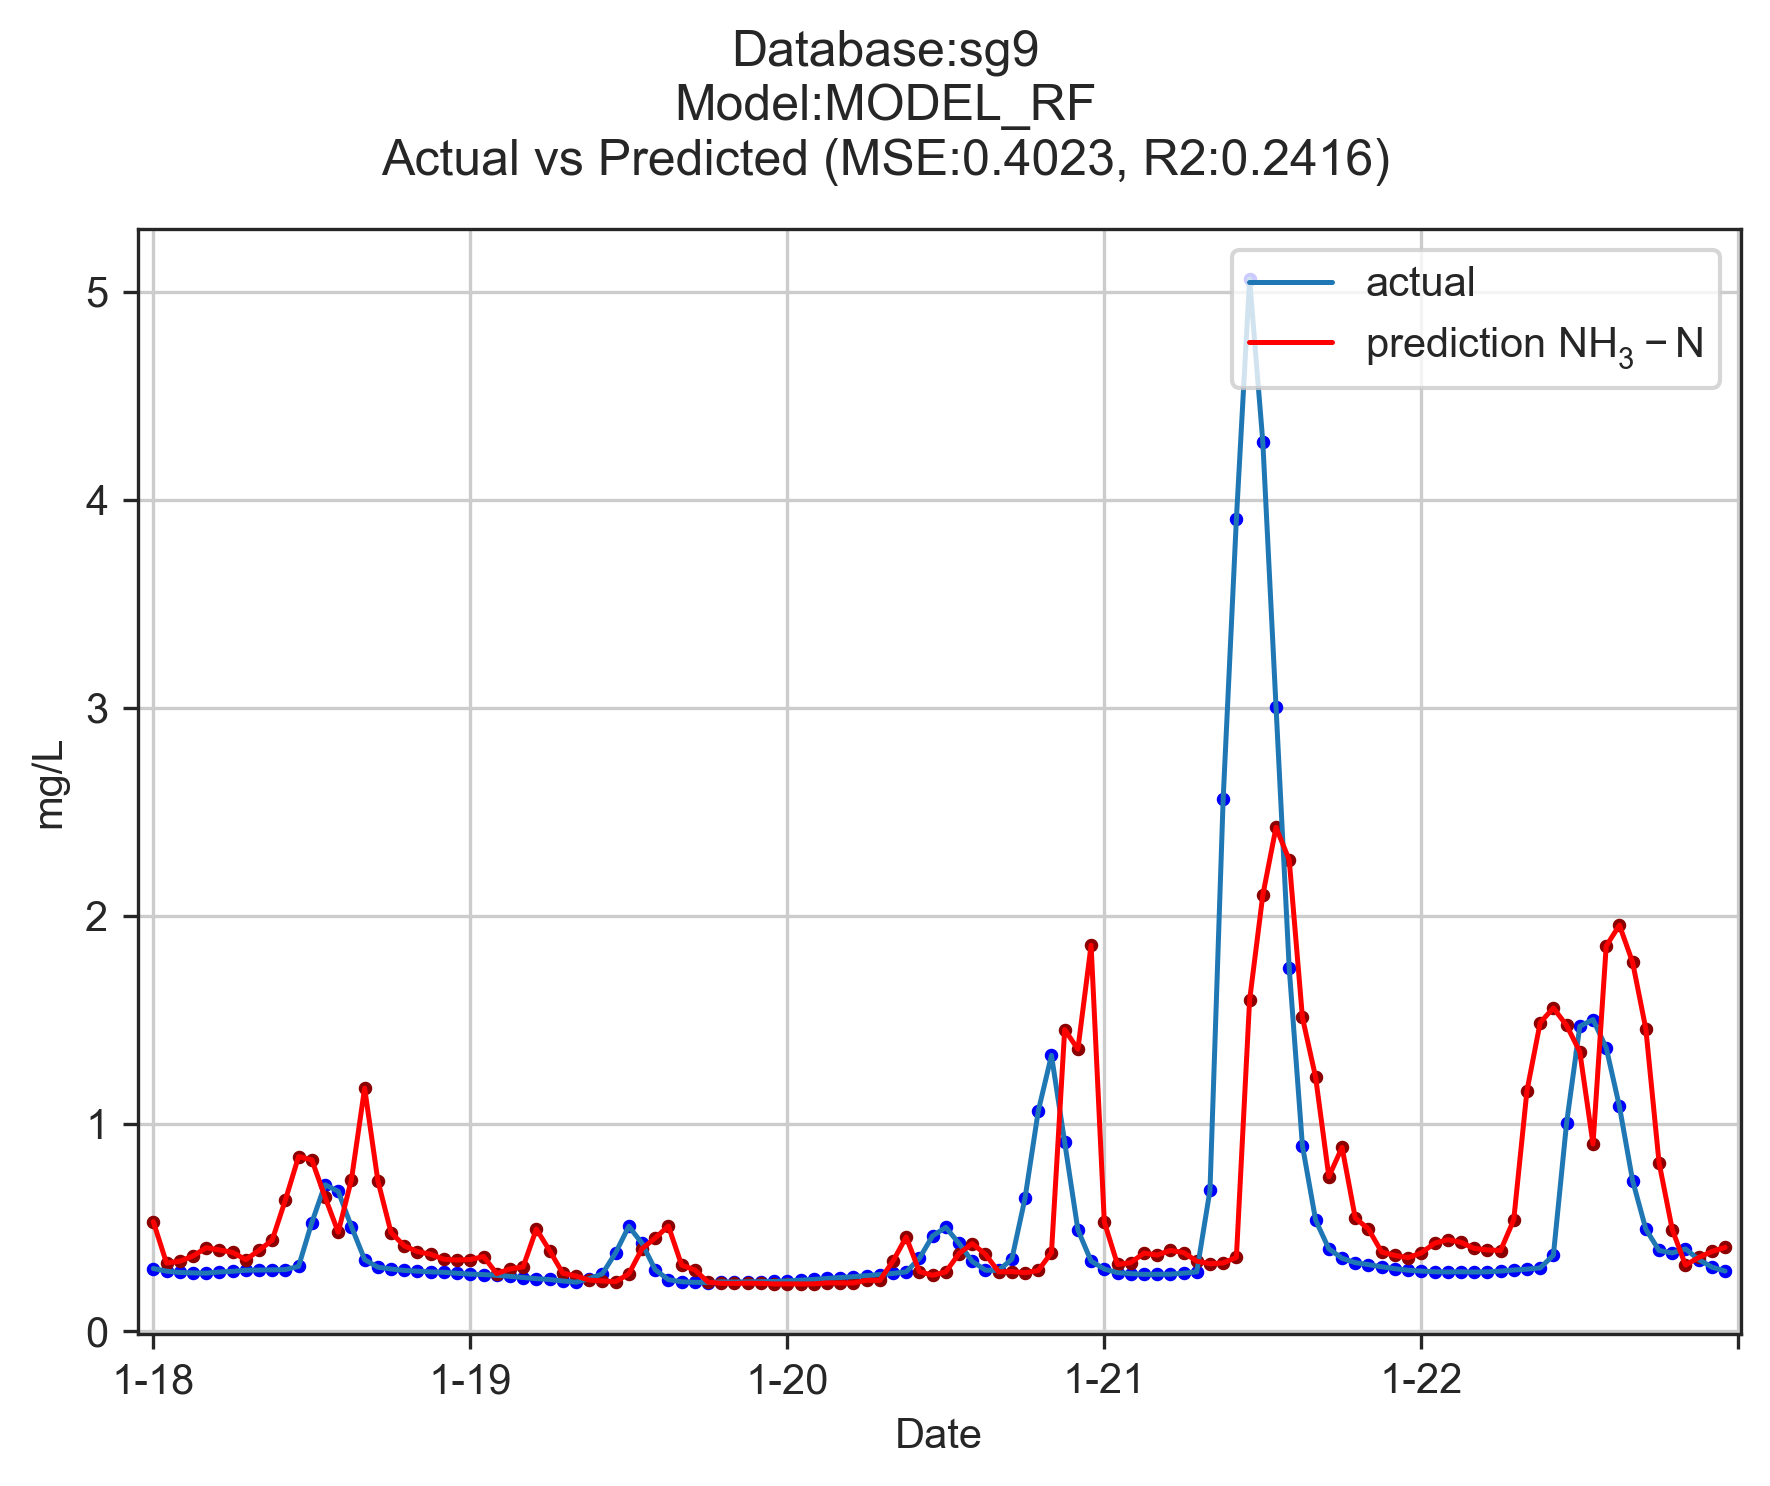 Database:sg9
Model:MODEL_RF
Actual vs Predicted (MSE:0.4023, R2:0.2416)
actual
prediction NH₃ − N
5
4
3
2
1
0
mg/L
1-18 1-19 1-20 1-21 1-22
Date